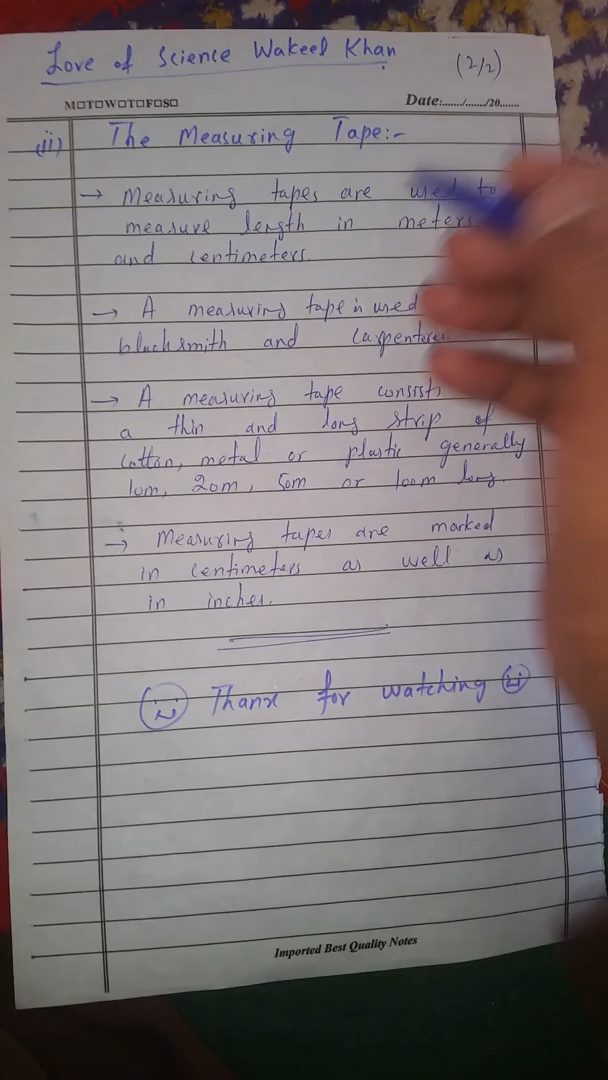 Love of Science Wakeel Khan (2/2)
M□T□W□T□F□S□ Date:....../....../20.......
(ii) The Measuring Tape:-
→ Measuring tapes are used to
measure length in meters
and centimeters.
→ A measuring tape is used
blacksmith and carpenters.
→ A measuring tape consists
a thin and long strip of
cotton, metal or plastic generally
10m, 20m, 50m or 100m long.
→ Measuring tapes are marked
in centimeters as well as
in inches.
Thanx for watching
Imported Best Quality Notes